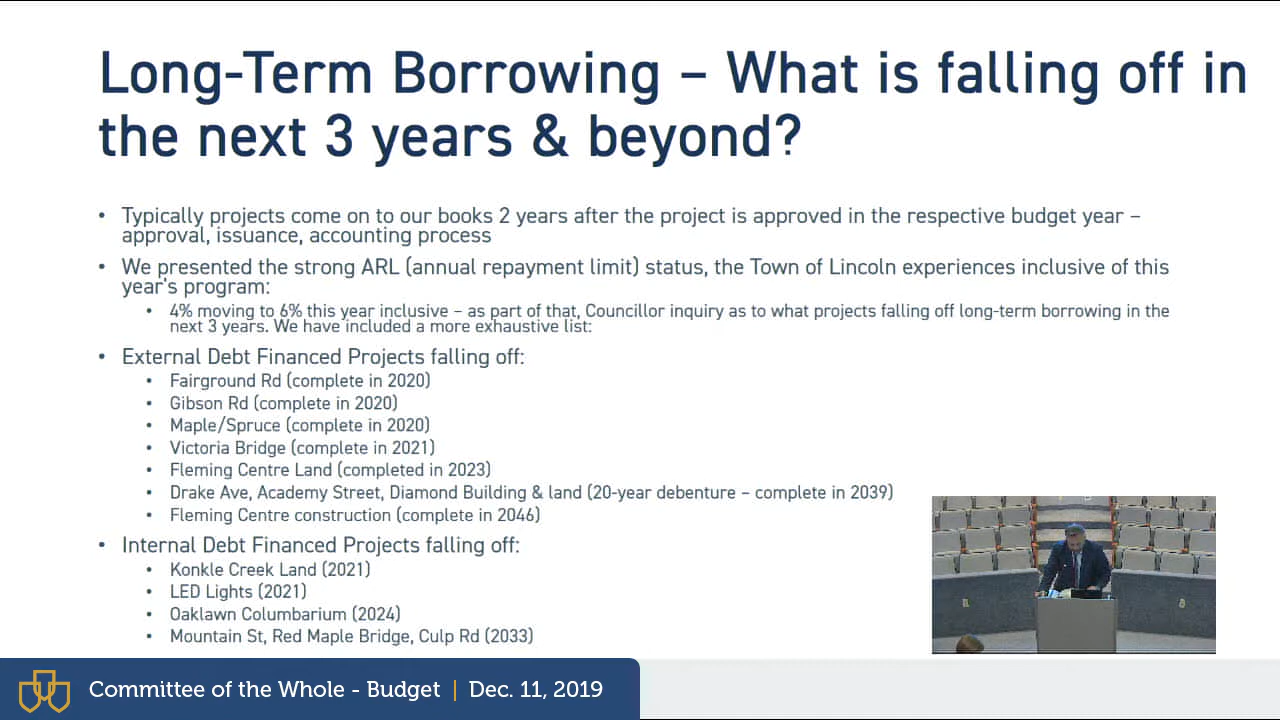 Long-Term Borrowing – What is falling off in
the next 3 years & beyond?
• Typically projects come on to our books 2 years after the project is approved in the respective budget year –
approval, issuance, accounting process
• We presented the strong ARL (annual repayment limit) status, the Town of Lincoln experiences inclusive of this
year's program:
• 4% moving to 6% this year inclusive – as part of that, Councillor inquiry as to what projects falling off long-term borrowing in the
next 3 years. We have included a more exhaustive list:
• External Debt Financed Projects falling off:
• Fairground Rd (complete in 2020)
• Gibson Rd (complete in 2020)
• Maple/Spruce (complete in 2020)
• Victoria Bridge (complete in 2021)
• Fleming Centre Land (completed in 2023)
• Drake Ave, Academy Street, Diamond Building & land (20-year debenture – complete in 2039)
• Fleming Centre construction (complete in 2046)
• Internal Debt Financed Projects falling off:
• Konkle Creek Land (2021)
• LED Lights (2021)
• Oaklawn Columbarium (2024)
• Mountain St, Red Maple Bridge, Culp Rd (2033)
Committee of the Whole - Budget | Dec. 11, 2019